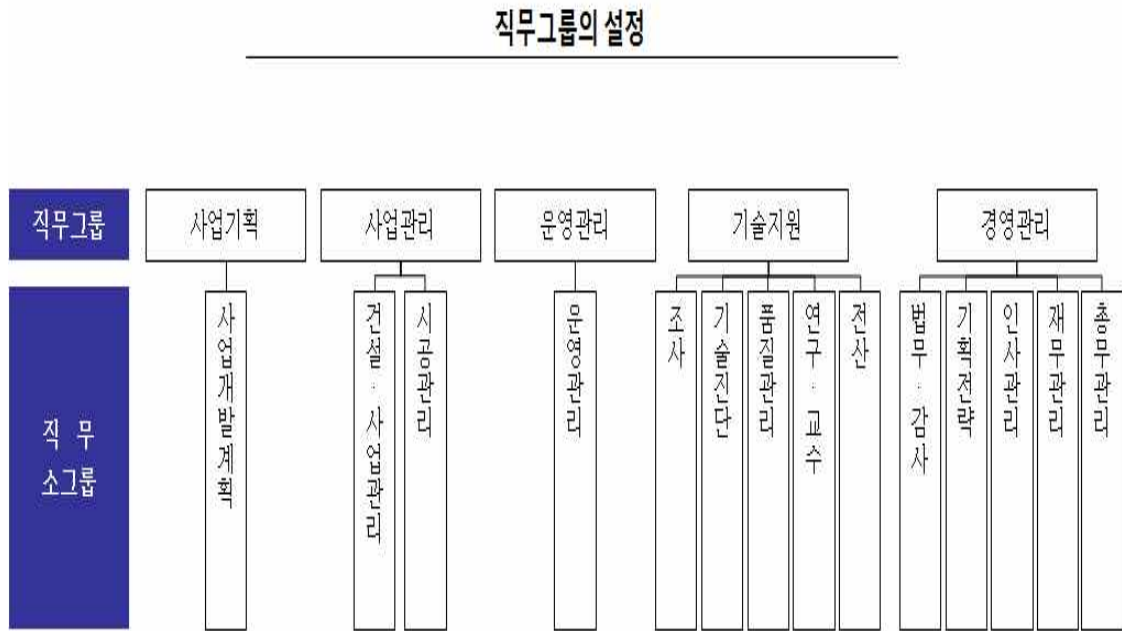 직무그룹의 설정
직무그룹
사업기획
사업관리
운영관리
기술지원
경영관리
직 무
소그룹
사업개발계획
건설·사업관리
시공관리
운영관리
조사
기술진단
품질관리
연구·교수
전산
법무·감사
기획전략
인사관리
재무관리
총무관리